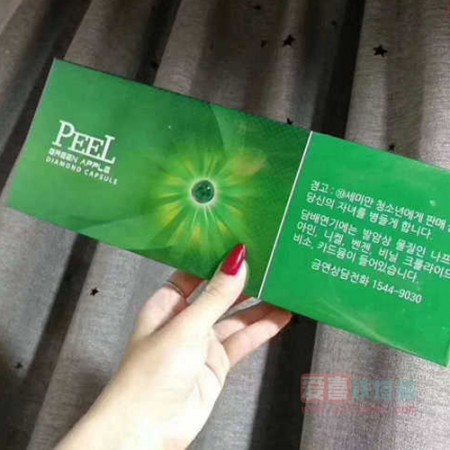 PEEL
GREEN APPLE
DIAMOND CAPSULE
경고 : ⑲세미만 청소년에게 판매
당신의 자녀를 병들게 합니다.
담배연기에는 발암성 물질인 나프
아민, 니켈, 벤젠, 비닐 크롤라이드
비소, 카드뮴이 들어있습니다
금연상담전화 1544-9030